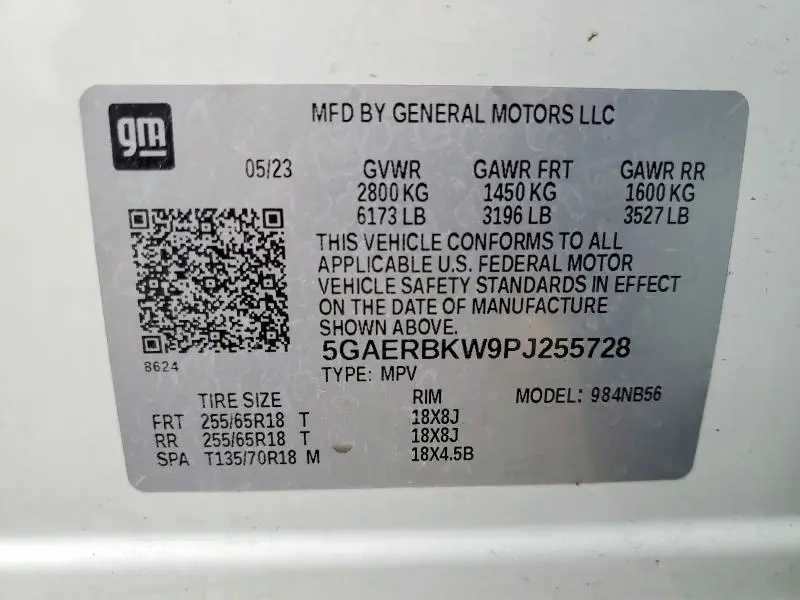 gm
MFD BY GENERAL MOTORS LLC
05/23 GVWR GAWR FRT GAWR RR
2800 KG 1450 KG 1600 KG
6173 LB 3196 LB 3527 LB
THIS VEHICLE CONFORMS TO ALL
APPLICABLE U.S. FEDERAL MOTOR
VEHICLE SAFETY STANDARDS IN EFFECT
ON THE DATE OF MANUFACTURE
SHOWN ABOVE.
5GAERBKW9PJ255728
8624
TYPE: MPV
TIRE SIZE RIM MODEL: 984NB56
FRT 255/65R18 T 18X8J
RR 255/65R18 T 18X8J
SPA T135/70R18 M 18X4.5B